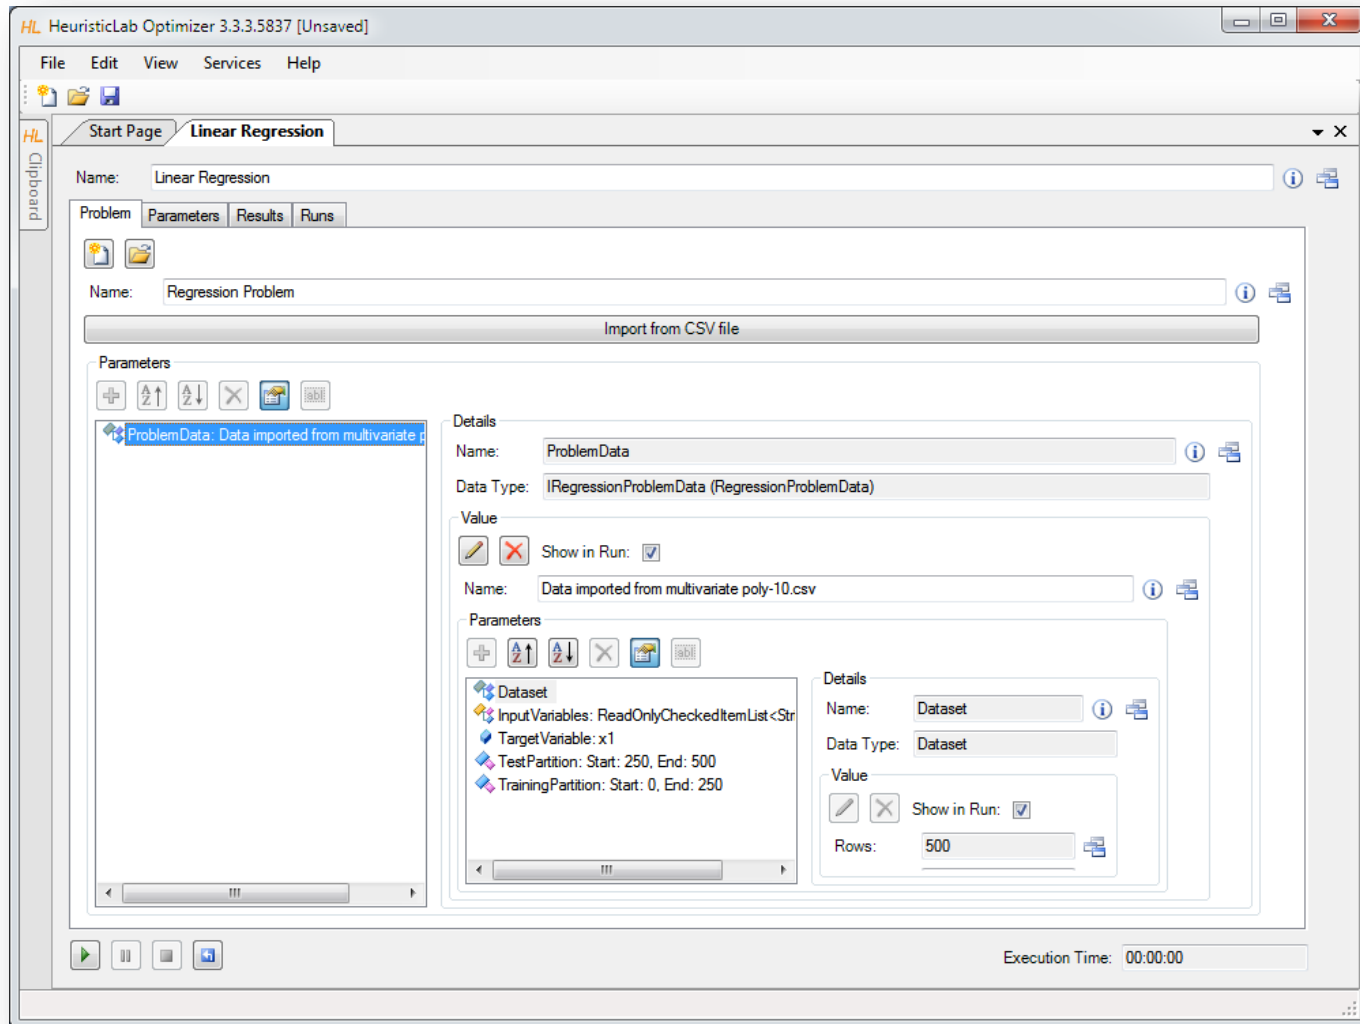 HL HeuristicLab Optimizer 3.3.3.5837 [Unsaved]
File Edit View Services Help
HL Clipboard
Start Page Linear Regression
Name: Linear Regression
Problem Parameters Results Runs
Name: Regression Problem
Import from CSV file
Parameters
ProblemData: Data imported from multivariate p
Details
Name: ProblemData
Data Type: IRegressionProblemData (RegressionProblemData)
Value
Show in Run:
Name: Data imported from multivariate poly-10.csv
Parameters
Dataset
InputVariables: ReadOnlyCheckedItemList<Str
TargetVariable: x1
TestPartition: Start: 250, End: 500
TrainingPartition: Start: 0, End: 250
Details
Name: Dataset
Data Type: Dataset
Value
Show in Run:
Rows: 500
Execution Time: 00:00:00